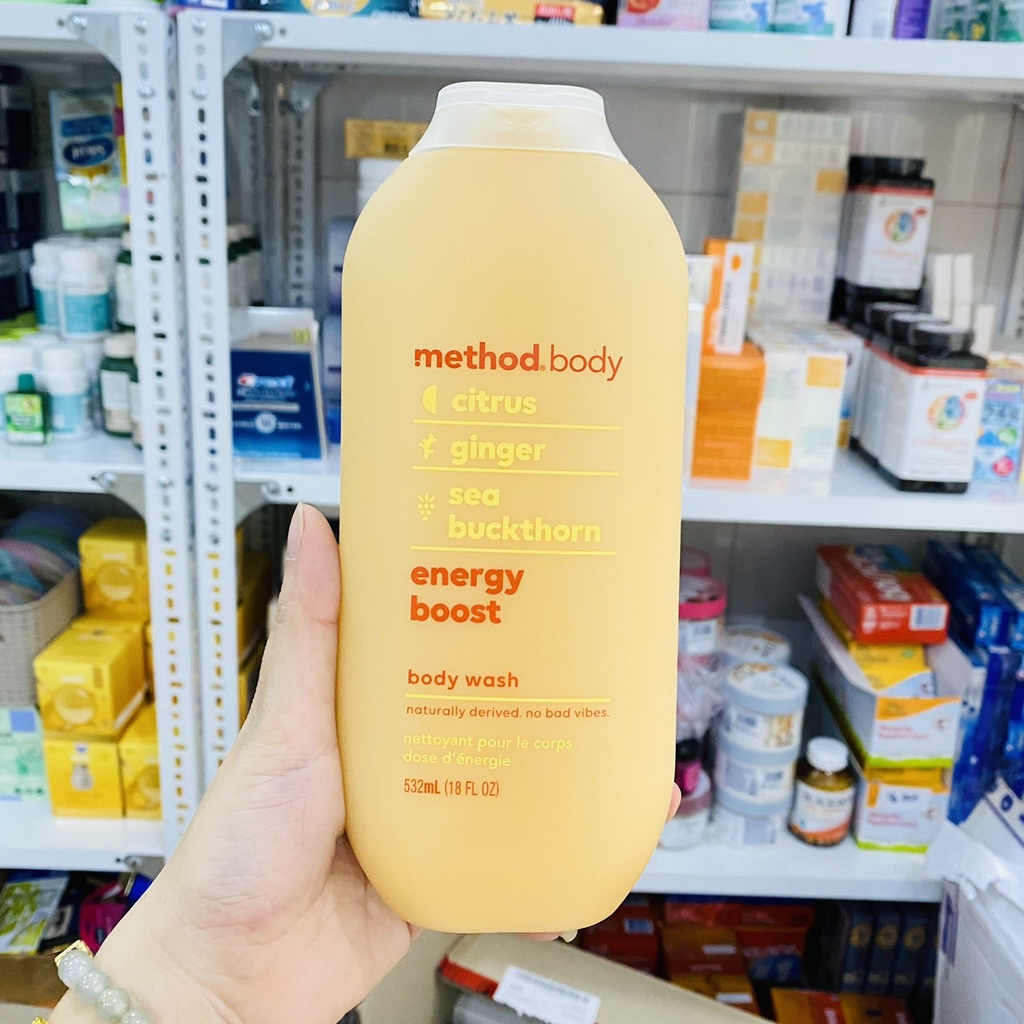 method® body
citrus
ginger
sea
buckthorn
energy
boost
body wash
naturally derived. no bad vibes.
nettoyant pour le corps
dose d'énergie
532mL (18 FL OZ)